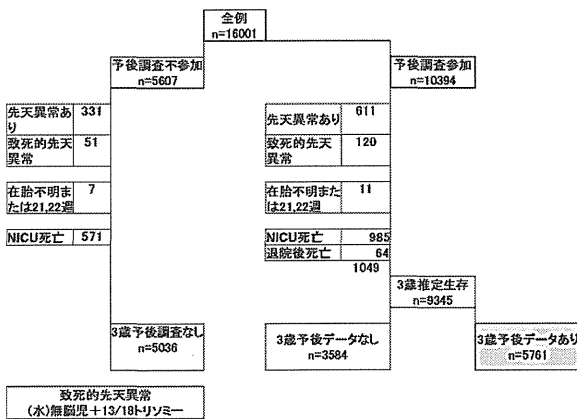 全例
n=16001
予後調査不参加
n=5607
予後調査参加
n=10394
先天異常あ
り
331
致死的先天
異常
51
在胎不明ま
たは21,22週
7
NICU死亡 571
先天異常あり
611
致死的先天
異常
120
在胎不明ま
たは21,22週
11
NICU死亡 985
退院後死亡 64
1049
3歳推定生存
n=9345
3歳予後調査なし
n=5036
3歳予後データなし
n=3584
3歳予後データあり
n=5761
致死的先天異常
(水)無脳児+13/18トリソミー